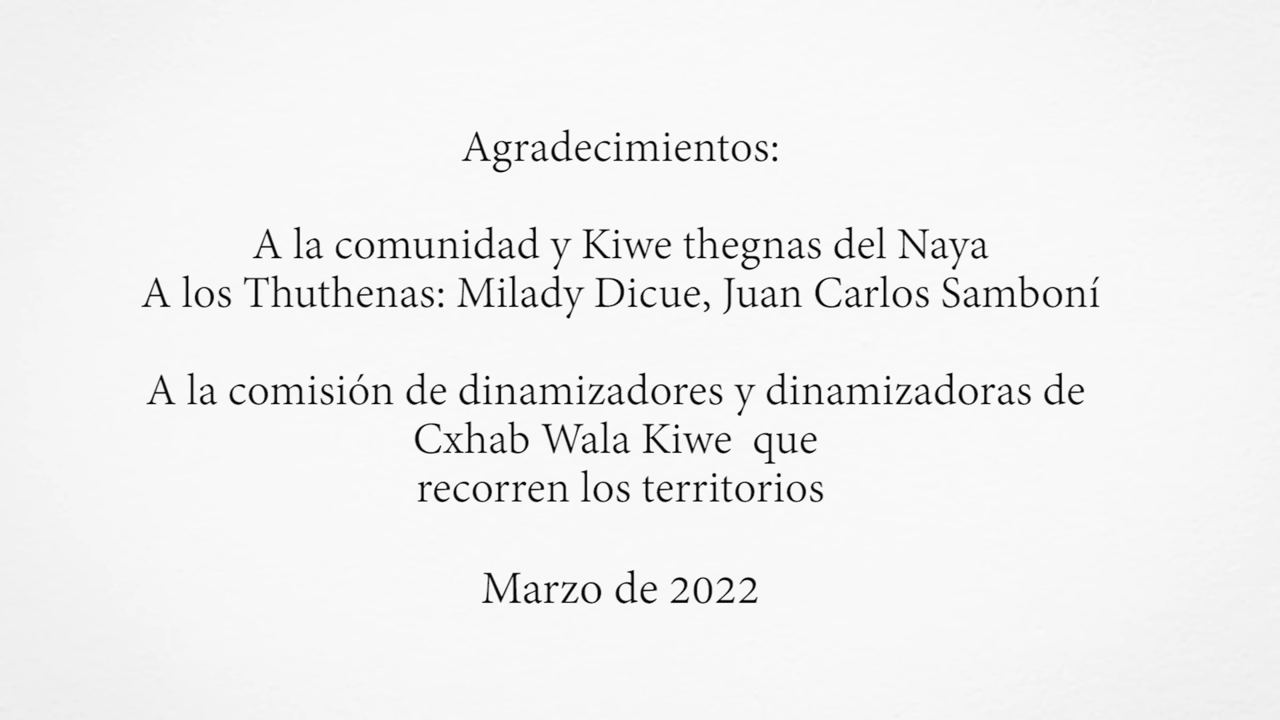 Agradecimientos:
A la comunidad y Kiwe thegnas del Naya
A los Thuthenas: Milady Dicue, Juan Carlos Samboní
A la comisión de dinamizadores y dinamizadoras de
Cxhab Wala Kiwe  que
recorren los territorios
Marzo de 2022